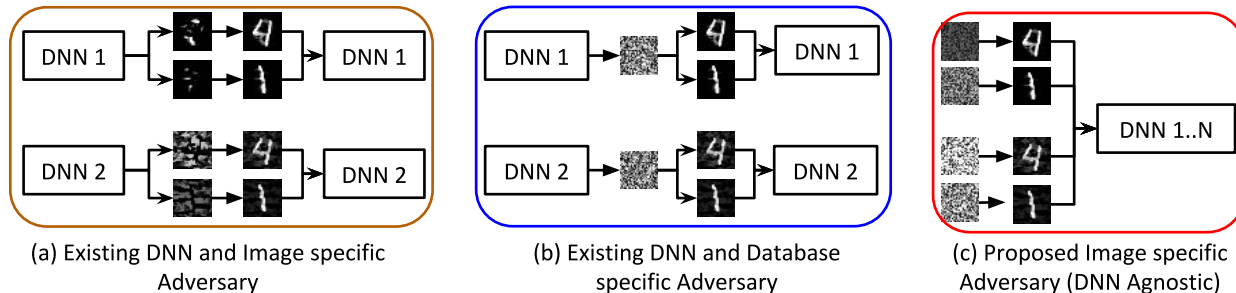 DNN 1
DNN 1
DNN 2
DNN 2
(a) Existing DNN and Image specific
Adversary
DNN 1
DNN 1
DNN 2
DNN 2
(b) Existing DNN and Database
specific Adversary
DNN 1..N
(c) Proposed Image specific
Adversary (DNN Agnostic)